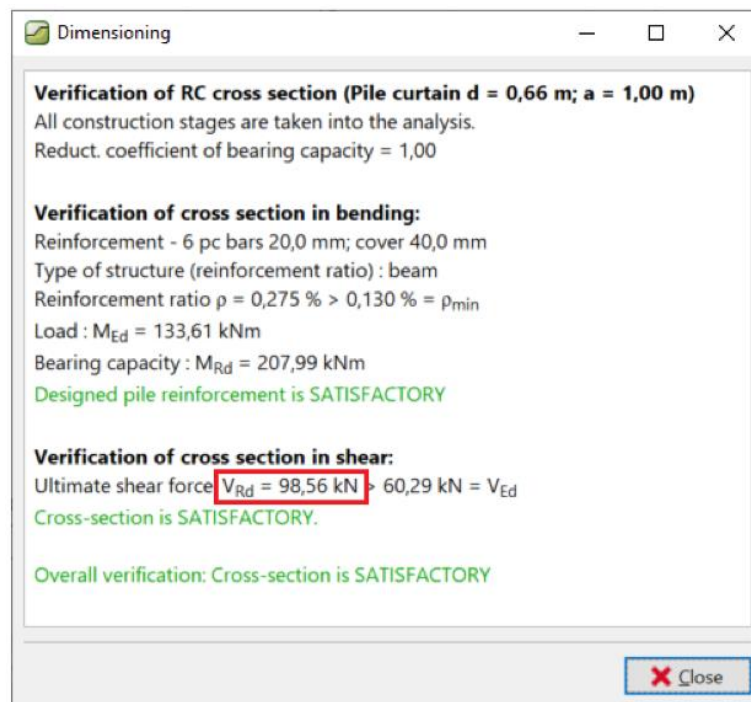 Dimensioning
Verification of RC cross section (Pile curtain d = 0,66 m; a = 1,00 m)
All construction stages are taken into the analysis.
Reduct. coefficient of bearing capacity = 1,00
Verification of cross section in bending:
Reinforcement - 6 pc bars 20,0 mm; cover 40,0 mm
Type of structure (reinforcement ratio) : beam
Reinforcement ratio ρ = 0,275 % > 0,130 % = ρmin
Load : MEd = 133,61 kNm
Bearing capacity : MRd = 207,99 kNm
Designed pile reinforcement is SATISFACTORY
Verification of cross section in shear:
Ultimate shear force VRd = 98,56 kN > 60,29 kN = VEd
Cross-section is SATISFACTORY.
Overall verification: Cross-section is SATISFACTORY
Close